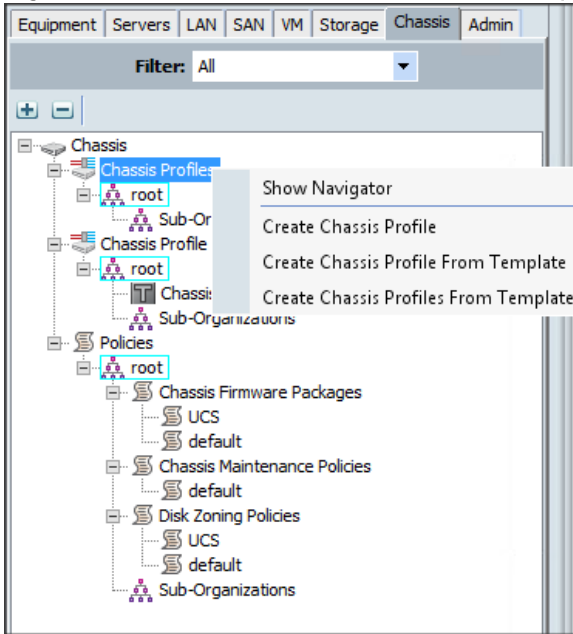 Equipment Servers LAN SAN VM Storage Chassis Admin
Filter: All
Chassis
Chassis Profiles
root
Show Navigator
Sub-Or
Create Chassis Profile
Chassis Profile
root
Create Chassis Profile From Template
Chassis
Create Chassis Profiles From Template
Sub-Organizations
Policies
root
Chassis Firmware Packages
UCS
default
Chassis Maintenance Policies
default
Disk Zoning Policies
UCS
default
Sub-Organizations